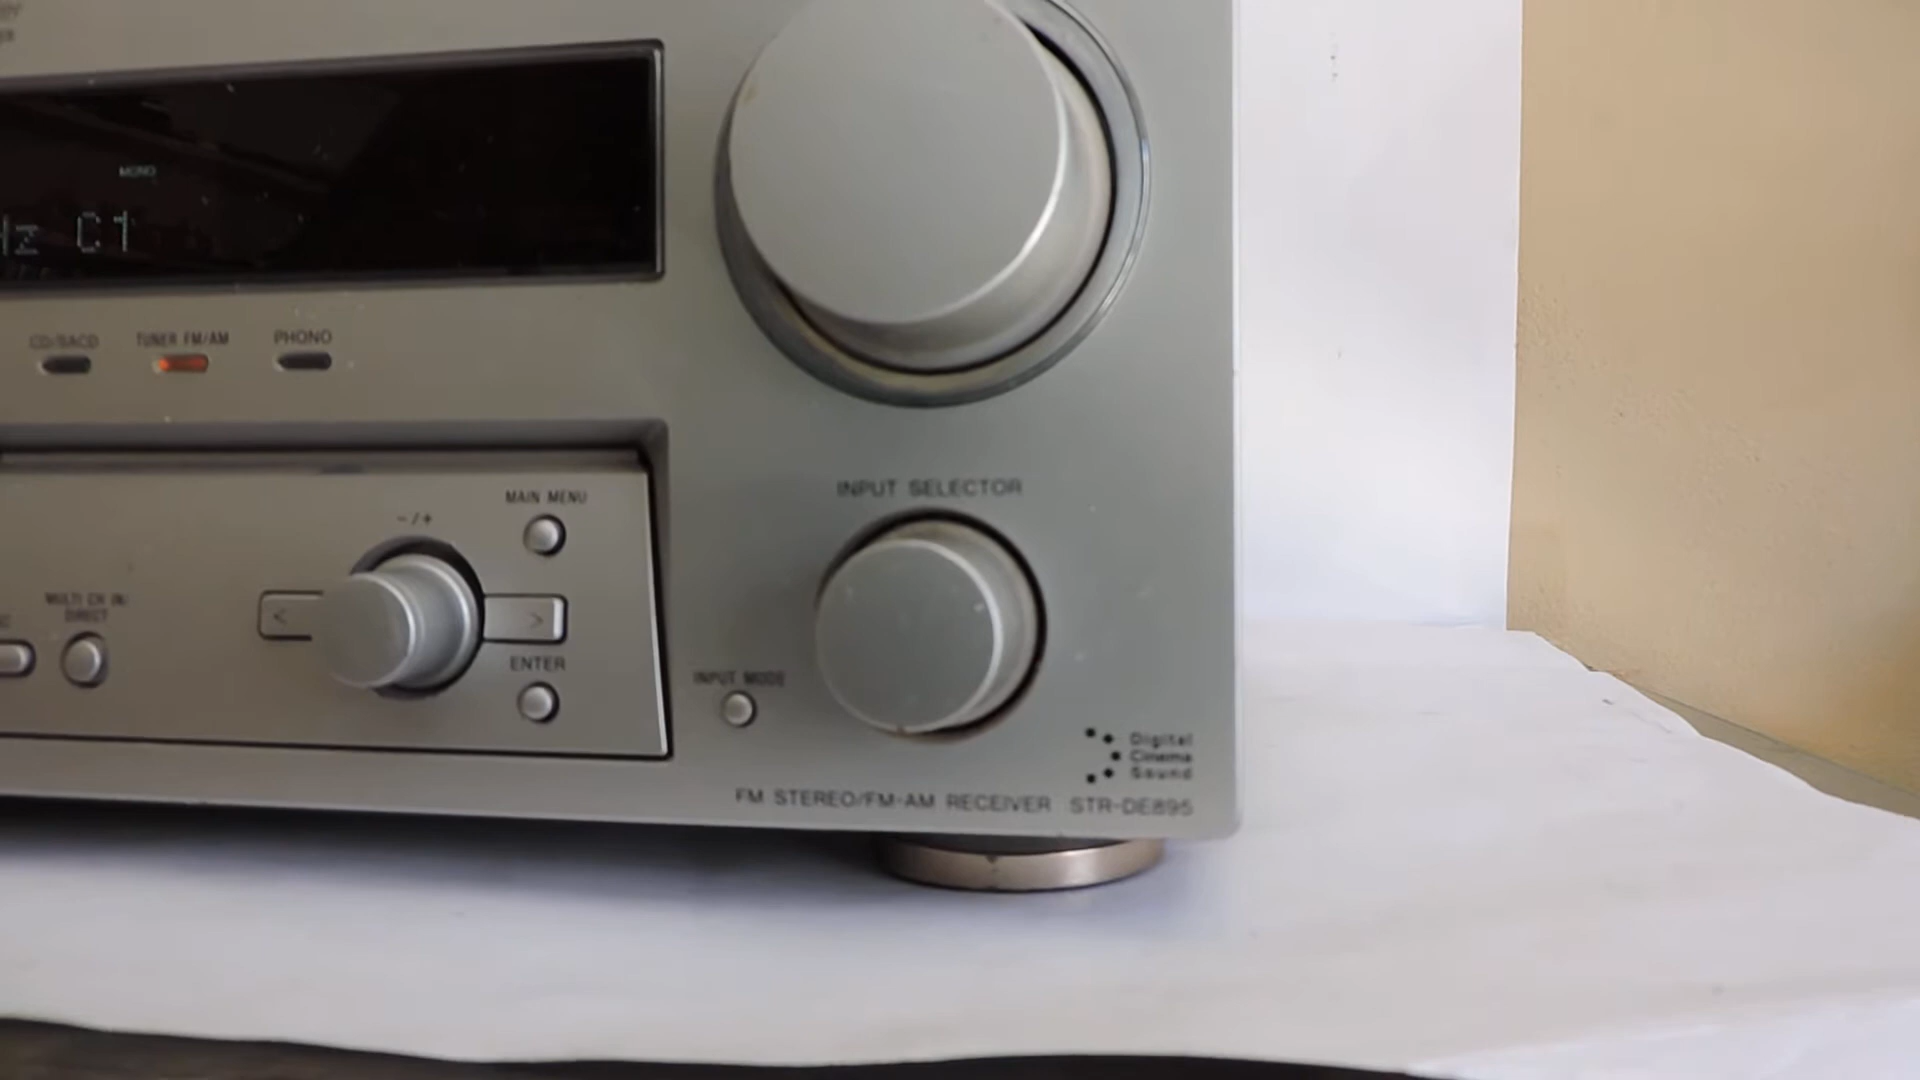 MONO
Hz C1
CD/SACD
TUNER FM/AM
PHONO
INPUT SELECTOR
MAIN MENU
-/+
MULTI CH IN/
DIRECT
<
>
ENTER
INPUT MODE
Digital
Cinema
Sound
FM STEREO/FM-AM RECEIVER STR-DE895